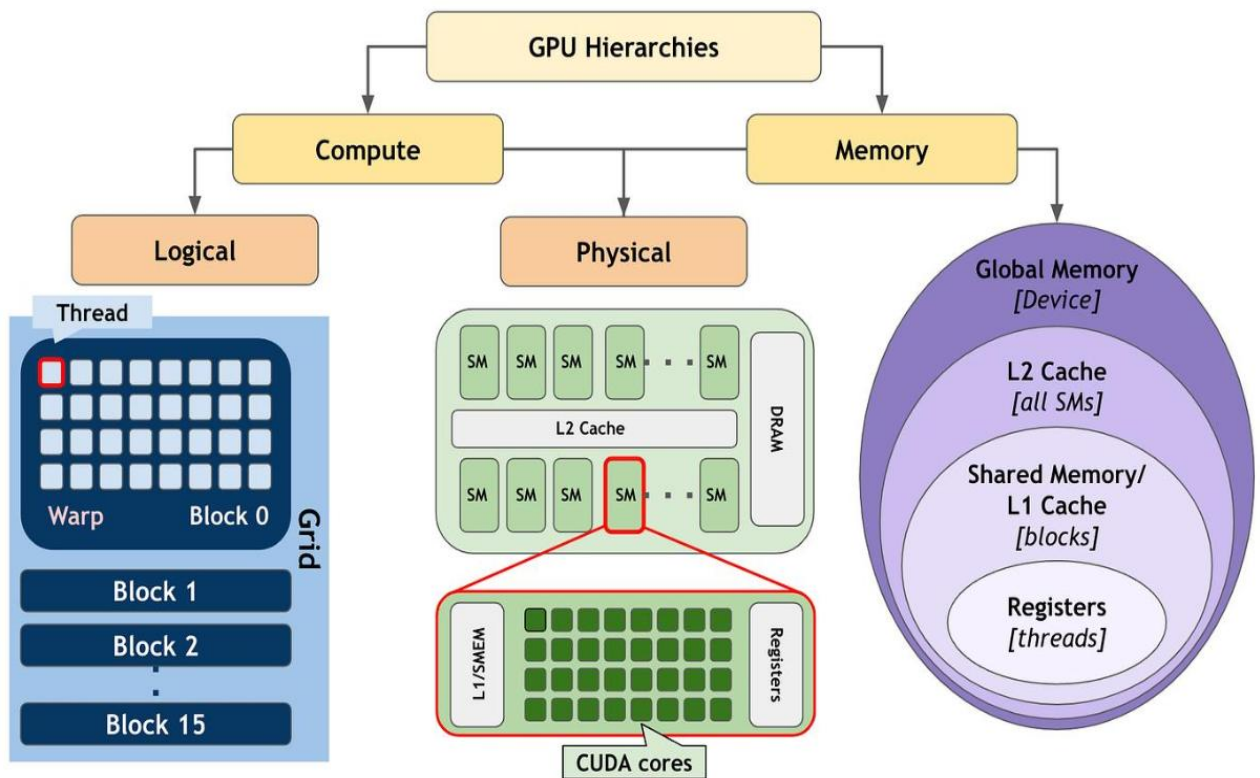 GPU Hierarchies
Compute
Memory
Logical
Physical
Thread
Warp
Block 0
Grid
Block 1
Block 2
Block 15
SM
SM
SM
SM
SM
L2 Cache
DRAM
SM
SM
SM
SM
SM
L1/SMEM
Registers
CUDA cores
Global Memory
[Device]
L2 Cache
[all SMs]
Shared Memory/
L1 Cache
[blocks]
Registers
[threads]